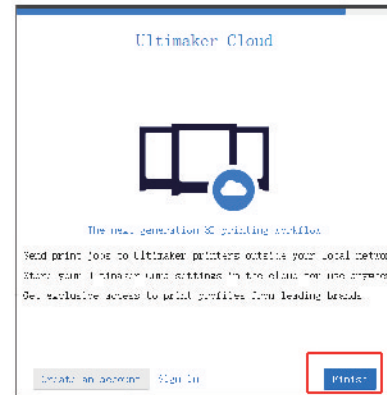 Ultimaker Cloud
The next generation 3D printing workflow
Send print jobs to Ultimaker printers outside your local netwo
Store your Ultimaker Cura settings in the cloud for use anywhe
Get exclusive access to print profiles from leading brands
Create an account Sign in
Finish